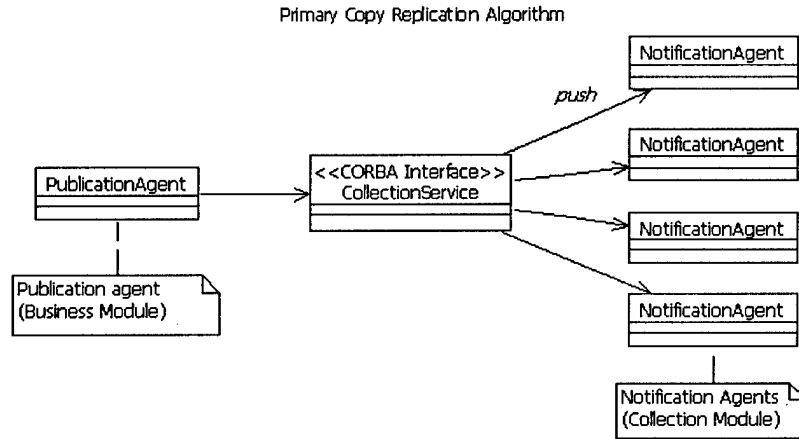 Primary Copy Replication Algorithm
NotificationAgent
push
NotificationAgent
<<CORBA Interface>>
CollectionService
PublicationAgent
NotificationAgent
Publication agent
(Business Module)
NotificationAgent
Notification Agents
(Collection Module)